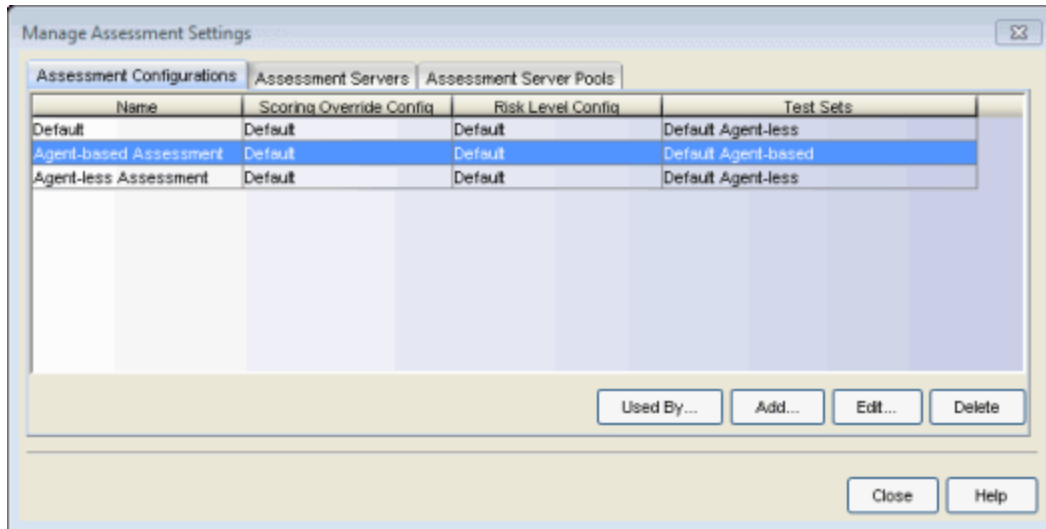 Manage Assessment Settings
Assessment Configurations Assessment Servers Assessment Server Pools
Name Scoring Override Config Risk Level Config Test Sets
Default Default Default Default Agent-less
Agent-based Assessment Default Default Default Agent-based
Agent-less Assessment Default Default Default Agent-less
Used By... Add... Edit... Delete
Close Help